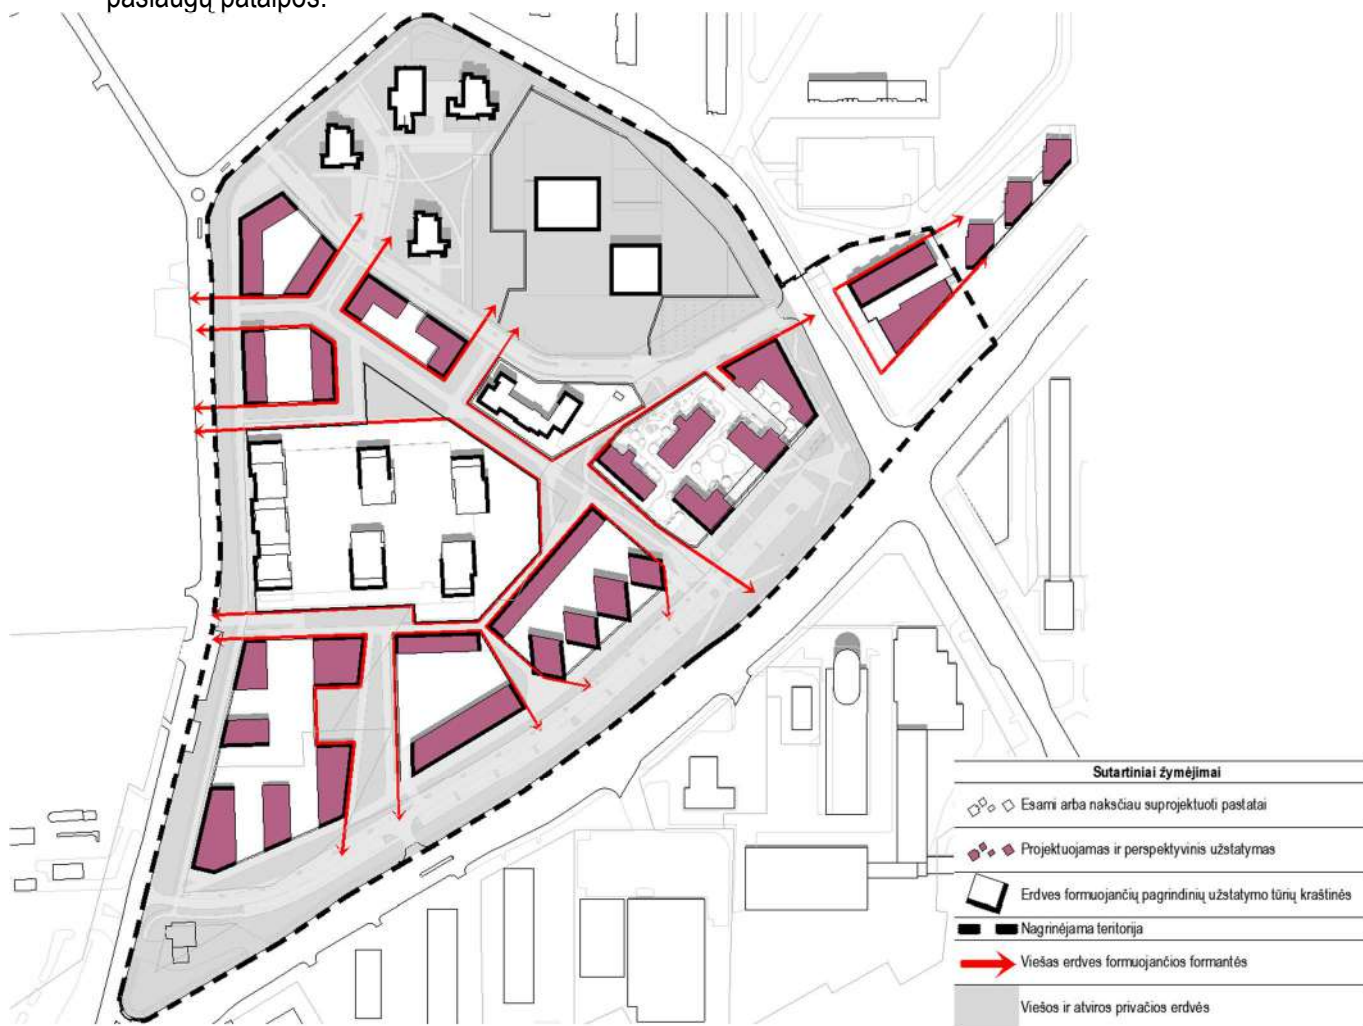 paslaugų patalpos.
Sutartiniai žymėjimai
Esami arba naksčiau suprojektuoti pastatai
Projektuojamas ir perspektyvinis užstatymas
Erdves formuojančių pagrindinių užstatymo tūrių kraštinės
Nagrinėjama teritorija
Viešas erdves formuojančios formantės
Viešos ir atviros privačios erdvės